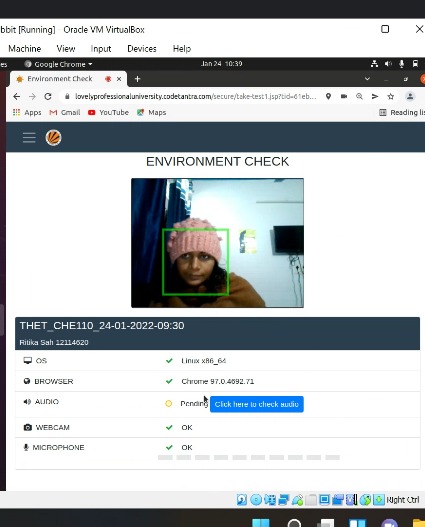 bbit [Running] - Oracle VM VirtualBox
Machine View Input Devices Help
es Google Chrome Jan 24 10:39
Environment Check
lovelyprofessionaluniversity.codetantra.com/secure/take-test1.jsp?tid=61eb...
Apps Gmail YouTube Maps Reading lis
ENVIRONMENT CHECK
THET_CHE110_24-01-2022-09:30
Ritika Sah 12114620
OS Linux x86_64
BROWSER Chrome 97.0.4692.71
AUDIO Pending Click here to check audio
WEBCAM OK
MICROPHONE OK
Right Ctrl